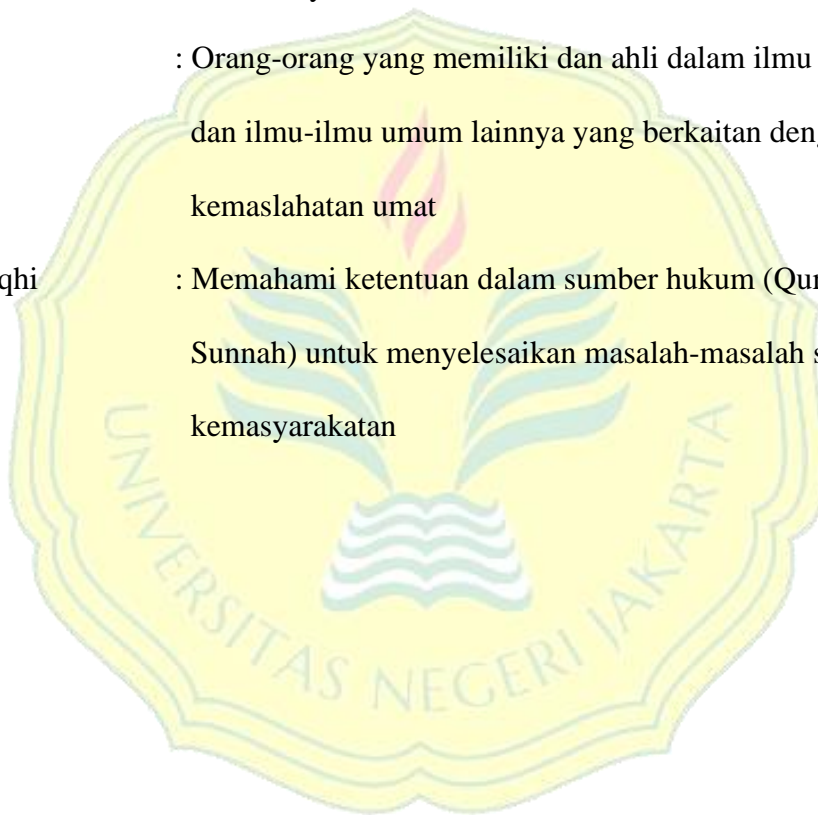 : Orang-orang yang memiliki dan ahli dalam ilmu
dan ilmu-ilmu umum lainnya yang berkaitan
kemaslahatan umat
: Memahami ketentuan dalam sumber hukum
Sunnah) untuk menyelesaikan masalah-masalah
kemasyarakatan
UNIVERSITAS NEGERI JAKARTA